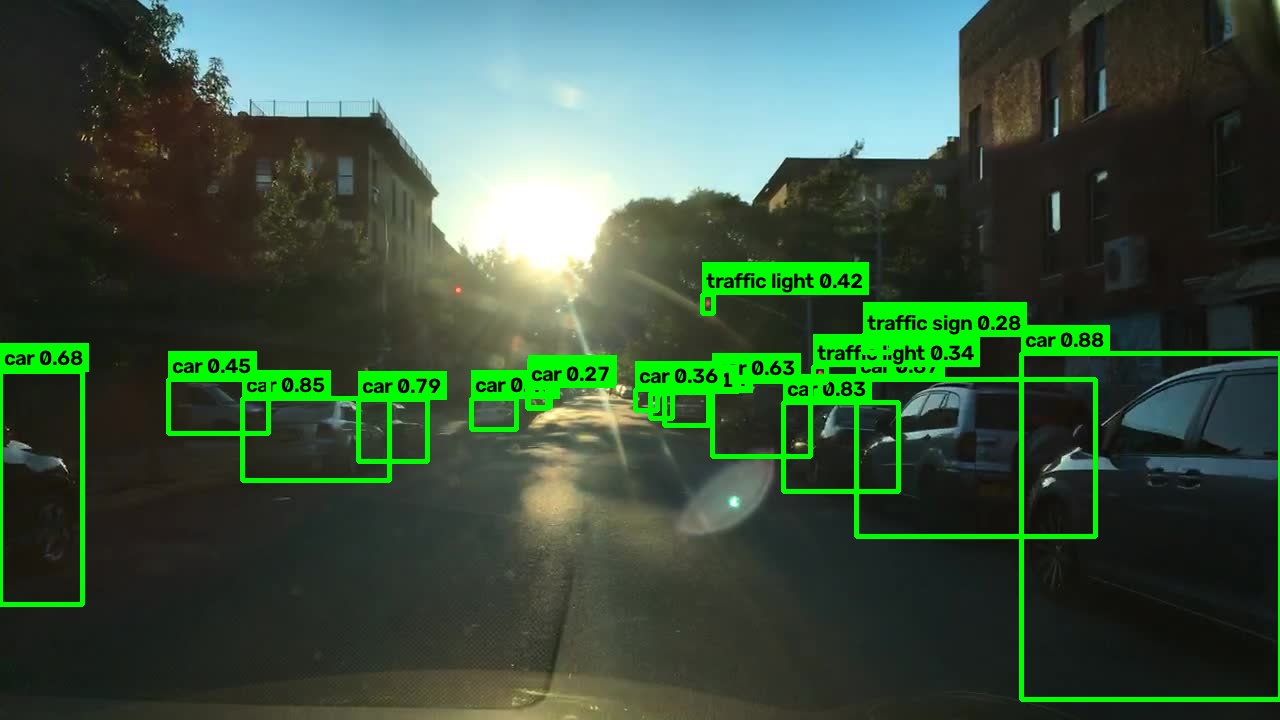 traffic light 0.42
traffic sign 0.28
car 0.88
traffic light 0.34
car 0.68
car 0.45
car 0.63
car 0.27
car 0.36
car 0.85
car 0.79
car 0.83